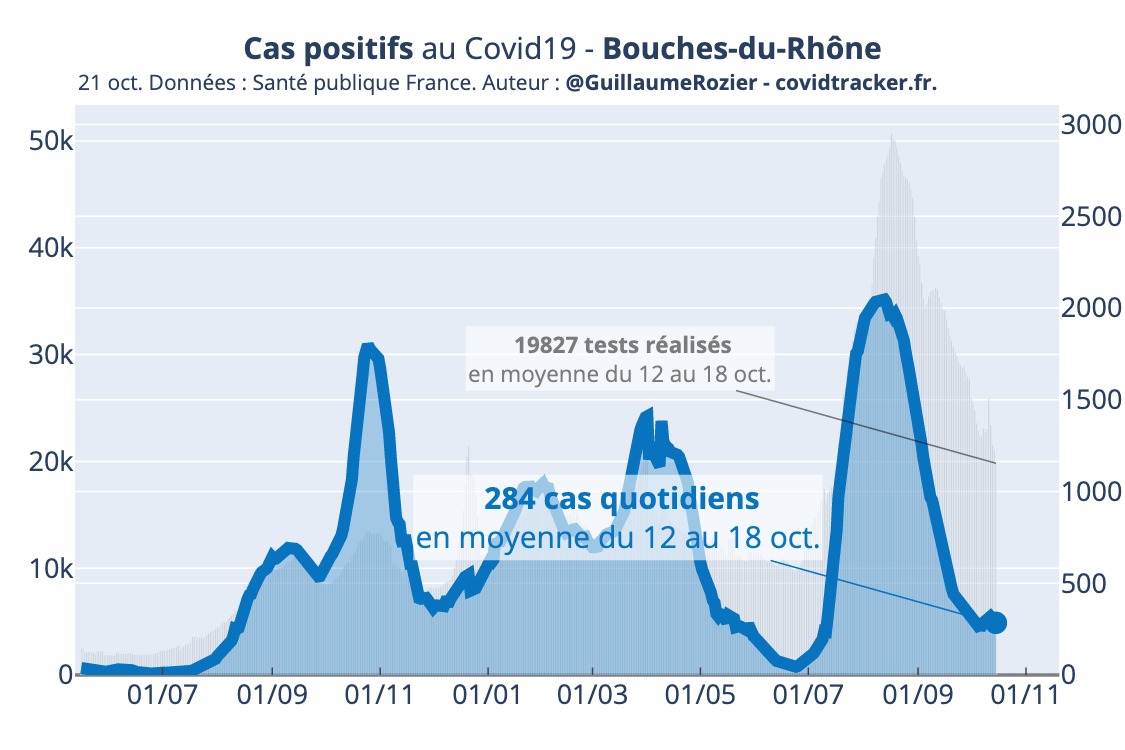 Cas positifs au Covid19 - Bouches-du-Rhône
21 oct. Données : Santé publique France. Auteur : @GuillaumeRozier - covidtracker.fr.
50k
40k
30k
20k
10k
0
3000
2500
2000
1500
1000
500
0
19827 tests réalisés
en moyenne du 12 au 18 oct.
284 cas quotidiens
en moyenne du 12 au 18 oct.
01/07 01/09 01/11 01/01 01/03 01/05 01/07 01/09 01/11